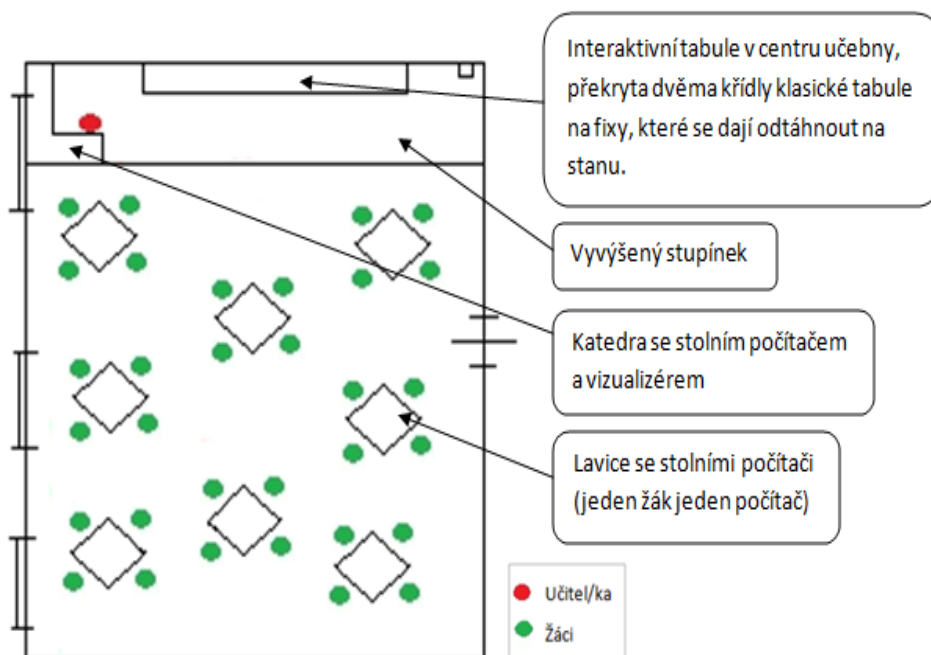 Interaktivní tabule v centru učebny,
překryta dvěma křídly klasické tabule
na fixy, které se dají odtáhnout na
stanu.
Vyvýšený stupínek
Katedra se stolním počítačem
a vizualizérem
Lavice se stolními počítači
(jeden žák jeden počítač)
Učitel/ka
Žáci